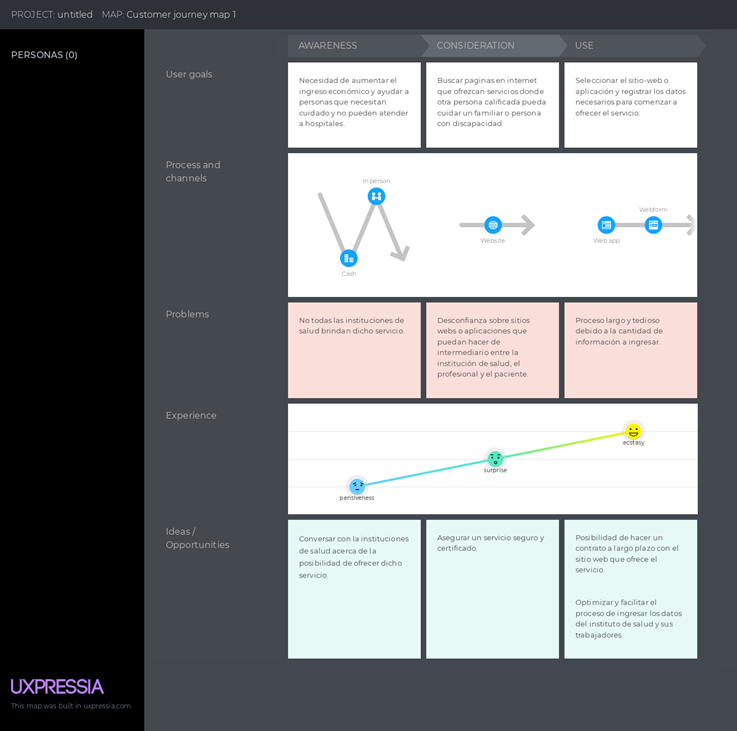 PROJECT: untitled MAP: Customer journey map 1
PERSONAS (0)
AWARENESS
CONSIDERATION
USE
User goals
Necesidad de aumentar el
ingreso económico y ayudar a
personas que necesitan
cuidado y no pueden atender
a hospitales.
Buscar paginas en internet
que ofrezcan servicios donde
otra persona calificada pueda
cuidar un familiar o persona
con discapacidad.
Seleccionar el sitio-web o
aplicación y registrar los datos
necesarios para comenzar a
ofrecer el servicio.
Process and
channels
In person
Cash
Website
Web app
Webform
Problems
No todas las instituciones de
salud brindan dicho servicio.
Desconfianza sobre sitios
webs o aplicaciones que
puedan hacer de
intermediario entre la
institución de salud, el
profesional y el paciente.
Proceso largo y tedioso
debido a la cantidad de
información a ingresar.
Experience
pensiveness
surprise
ecstasy
Ideas /
Opportunities
Conversar con la instituciones
de salud acerca de la
posibilidad de ofrecer dicho
servicio.
Asegurar un servicio seguro y
certificado.
Posibilidad de hacer un
contrato a largo plazo con el
sitio web que ofrece el
servicio.
Optimizar y facilitar el
proceso de ingresar los datos
del instituto de salud y sus
trabajadores.
UXPRESSIA
This map was built in uxpressia.com